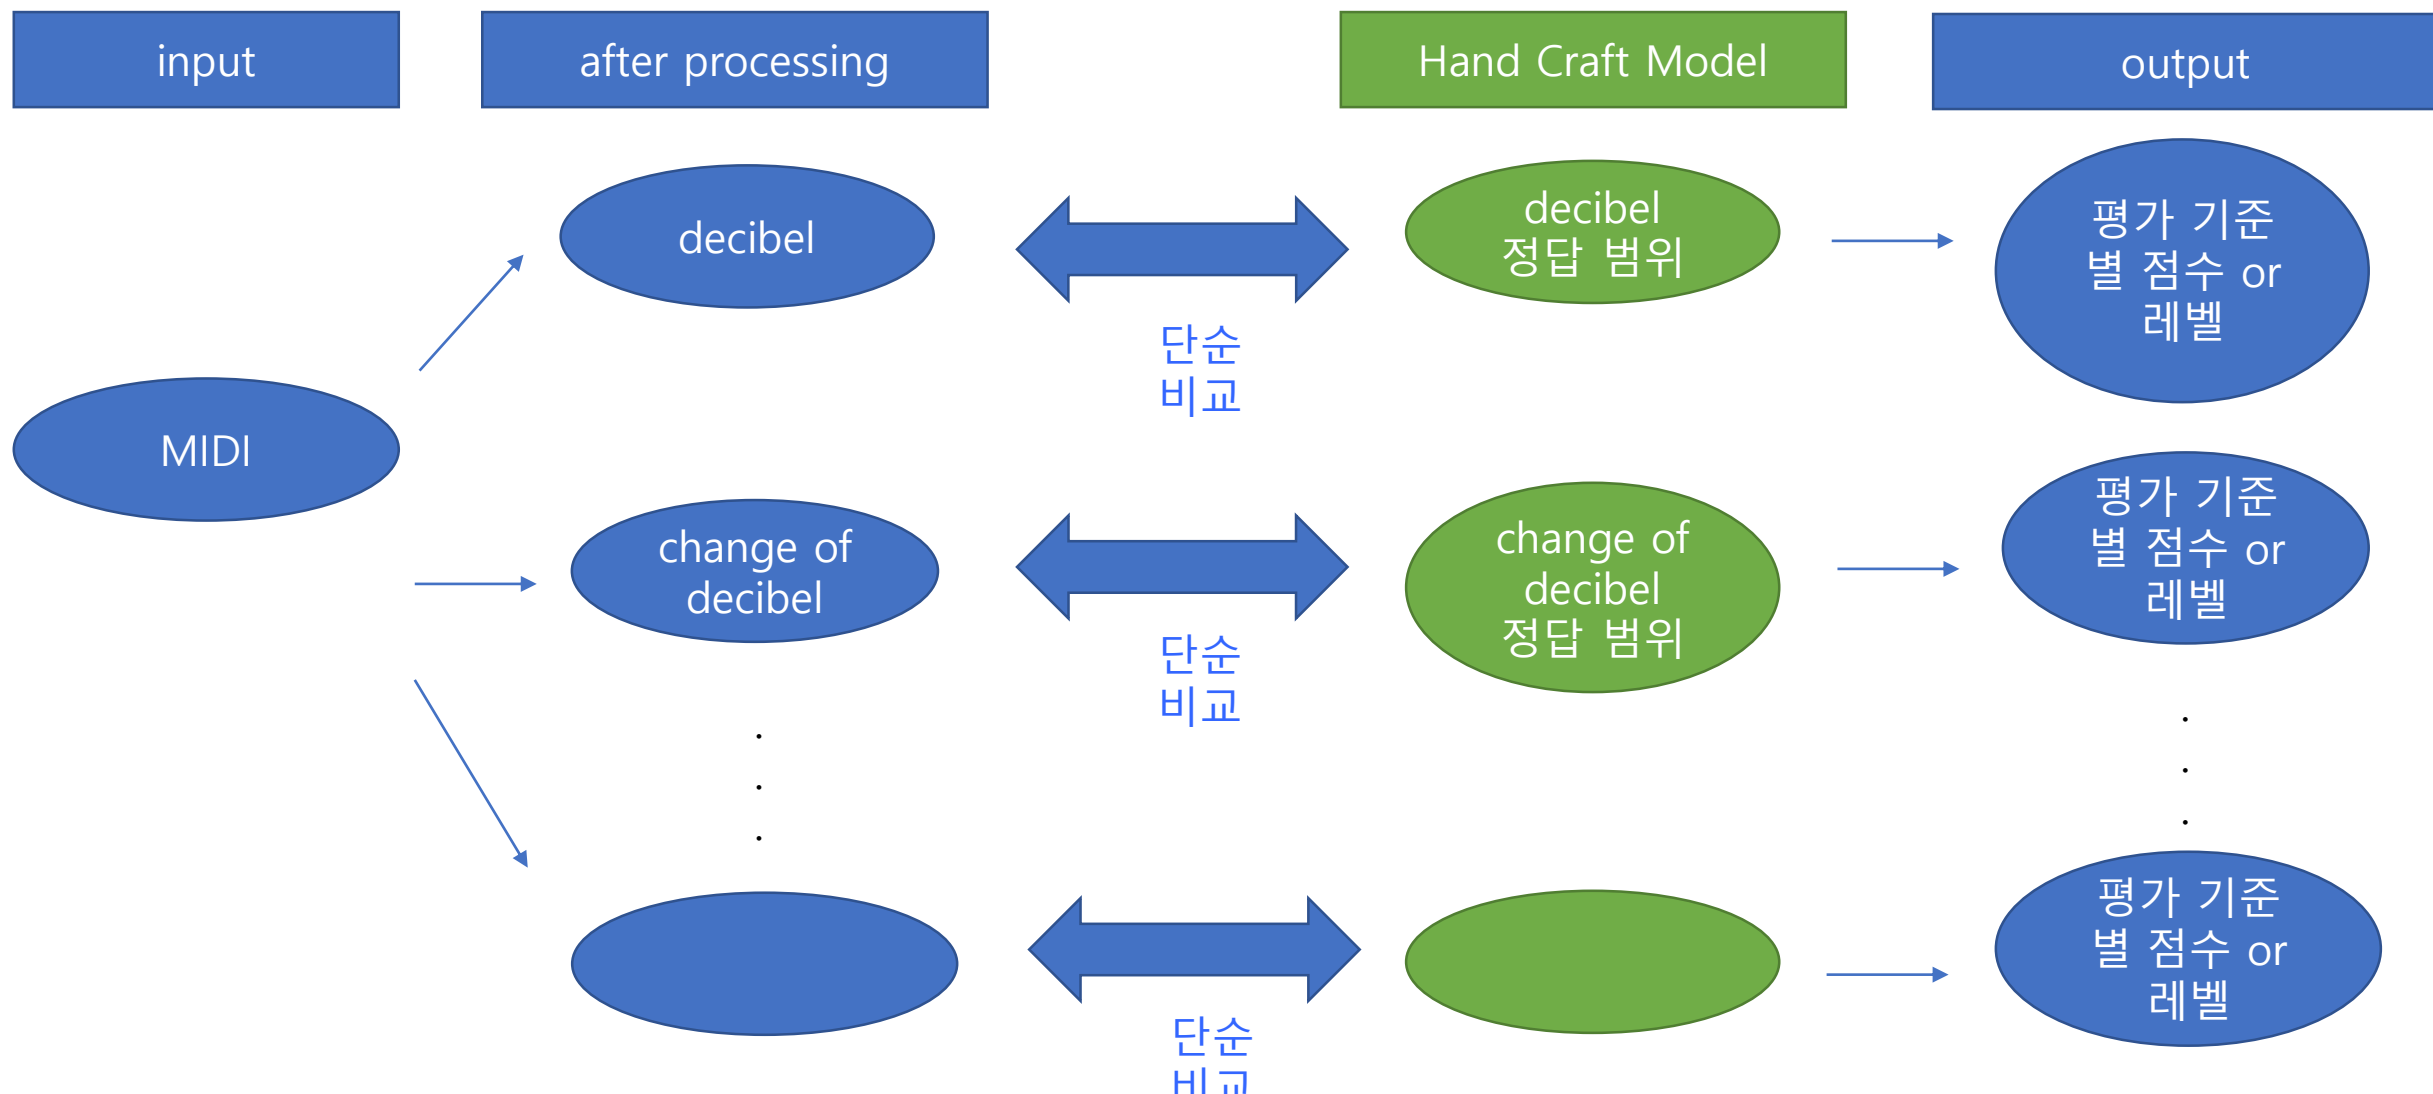 input
after processing
Hand Craft Model
output
decibel
decibel
정답 범위
평가 기준
별 점수 or
레벨
단순
비교
MIDI
change of
decibel
change of
decibel
정답 범위
평가 기준
별 점수 or
레벨
단순
비교
평가 기준
별 점수 or
레벨
단순
비교